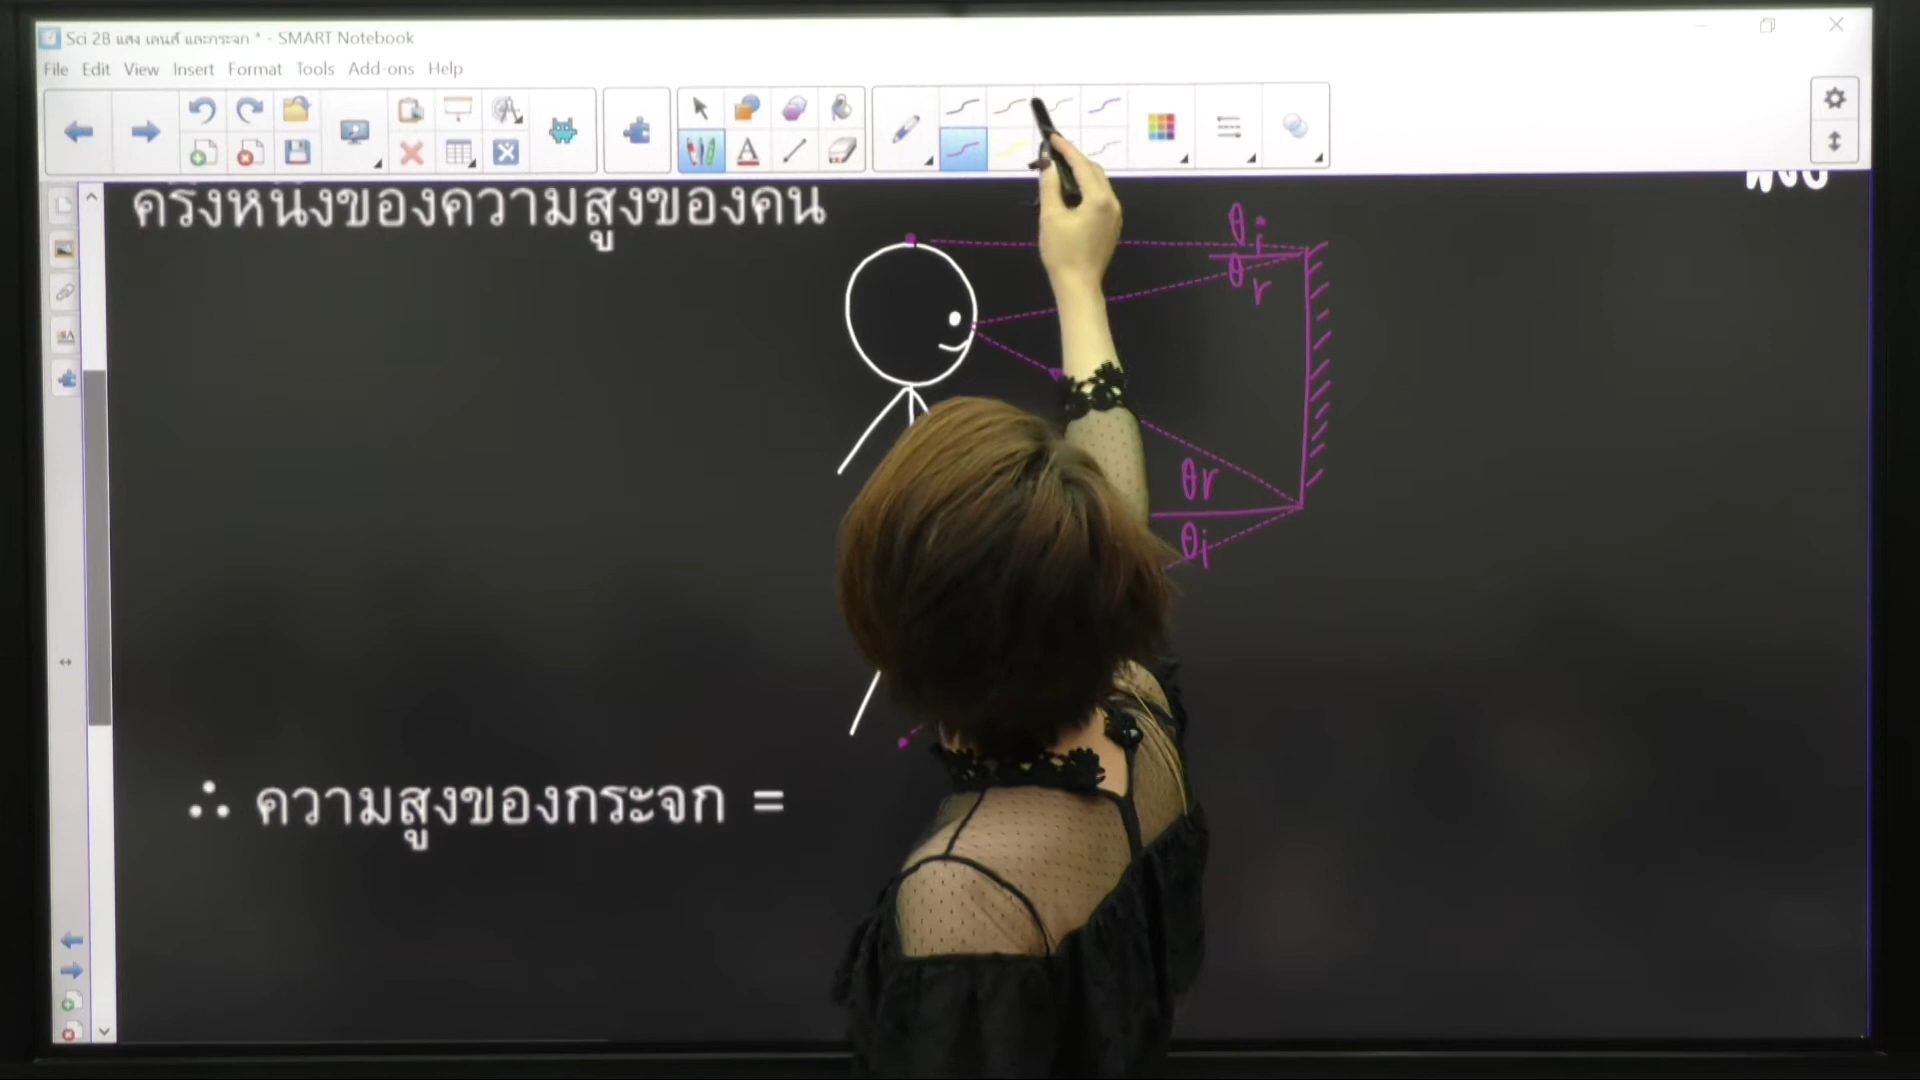 Sci 2B แสง เลนส์ และกระจก * - SMART Notebook
File Edit View Insert Format Tools Add-ons Help
ครึ่งหนึ่งของความสูงของคน
θi
θr
θr
θi
∴ ความสูงของกระจก =